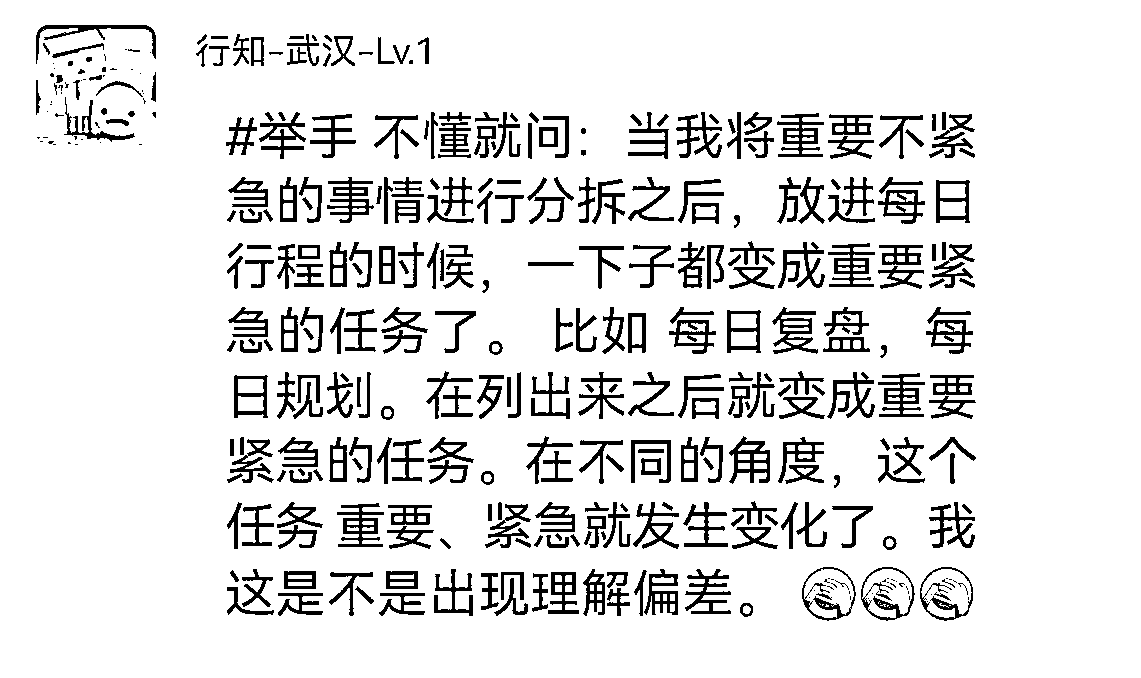 行知-武汉-Lv.1
#举手 不懂就问：当我将重要不紧
急的事情进行分拆之后，放进每日
行程的时候，一下子都变成重要紧
急的任务了。 比如 每日复盘，每
日规划。在列出来之后就变成重要
紧急的任务。在不同的角度，这个
任务 重要、紧急就发生变化了。我
这是不是出现理解偏差。